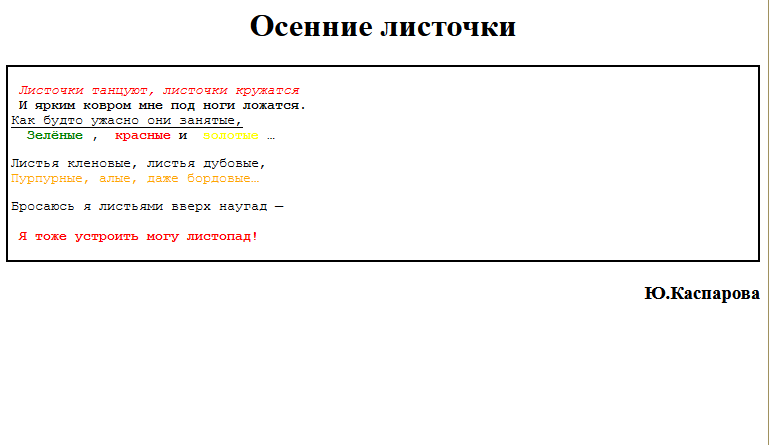 Осенние листочки
Листочки танцуют, листочки кружатся
И ярким ковром мне под ноги ложатся.
Как будто ужасно они занятые,
Зелёные , красные и золотые …
Листья кленовые, листья дубовые,
Пурпурные, алые, даже бордовые…
Бросаюсь я листьями вверх наугад —
Я тоже устроить могу листопад!
Ю.Каспарова